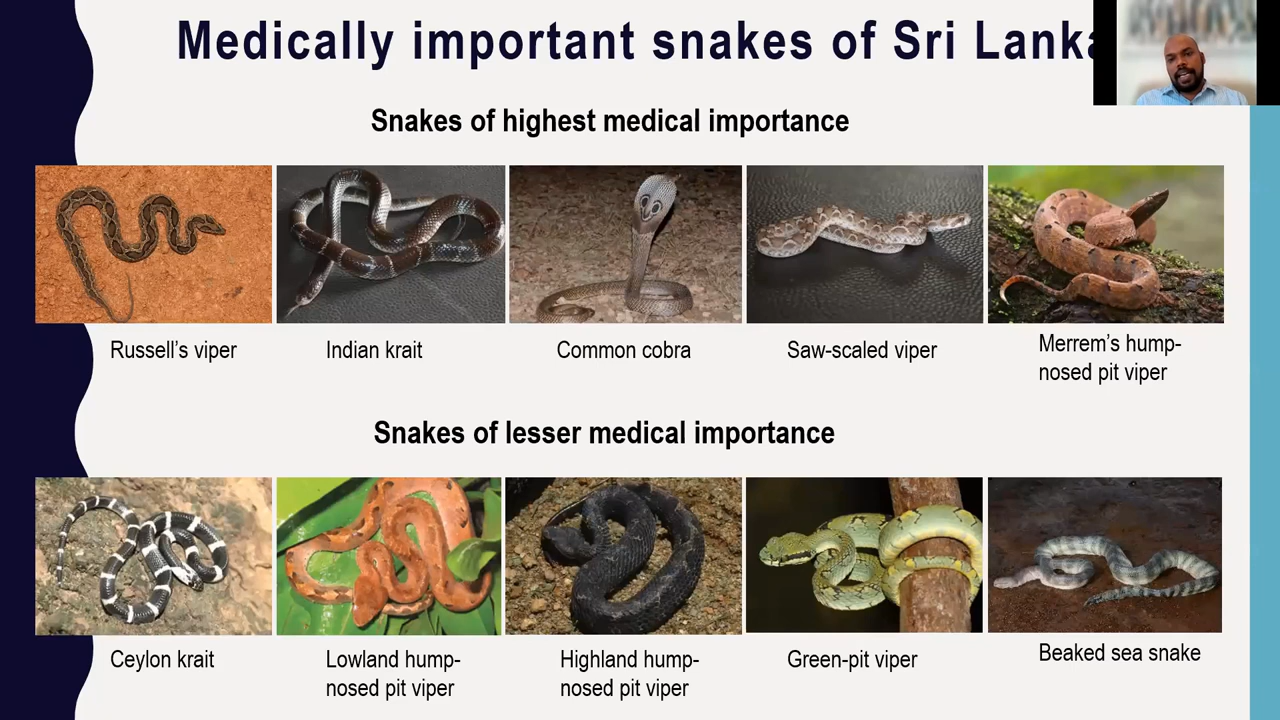 Medically important snakes of Sri Lanka
Snakes of highest medical importance
Russell’s viper
Indian krait
Common cobra
Saw-scaled viper
Merrem’s hump-
nosed pit viper
Snakes of lesser medical importance
Ceylon krait
Lowland hump-
nosed pit viper
Highland hump-
nosed pit viper
Green-pit viper
Beaked sea snake